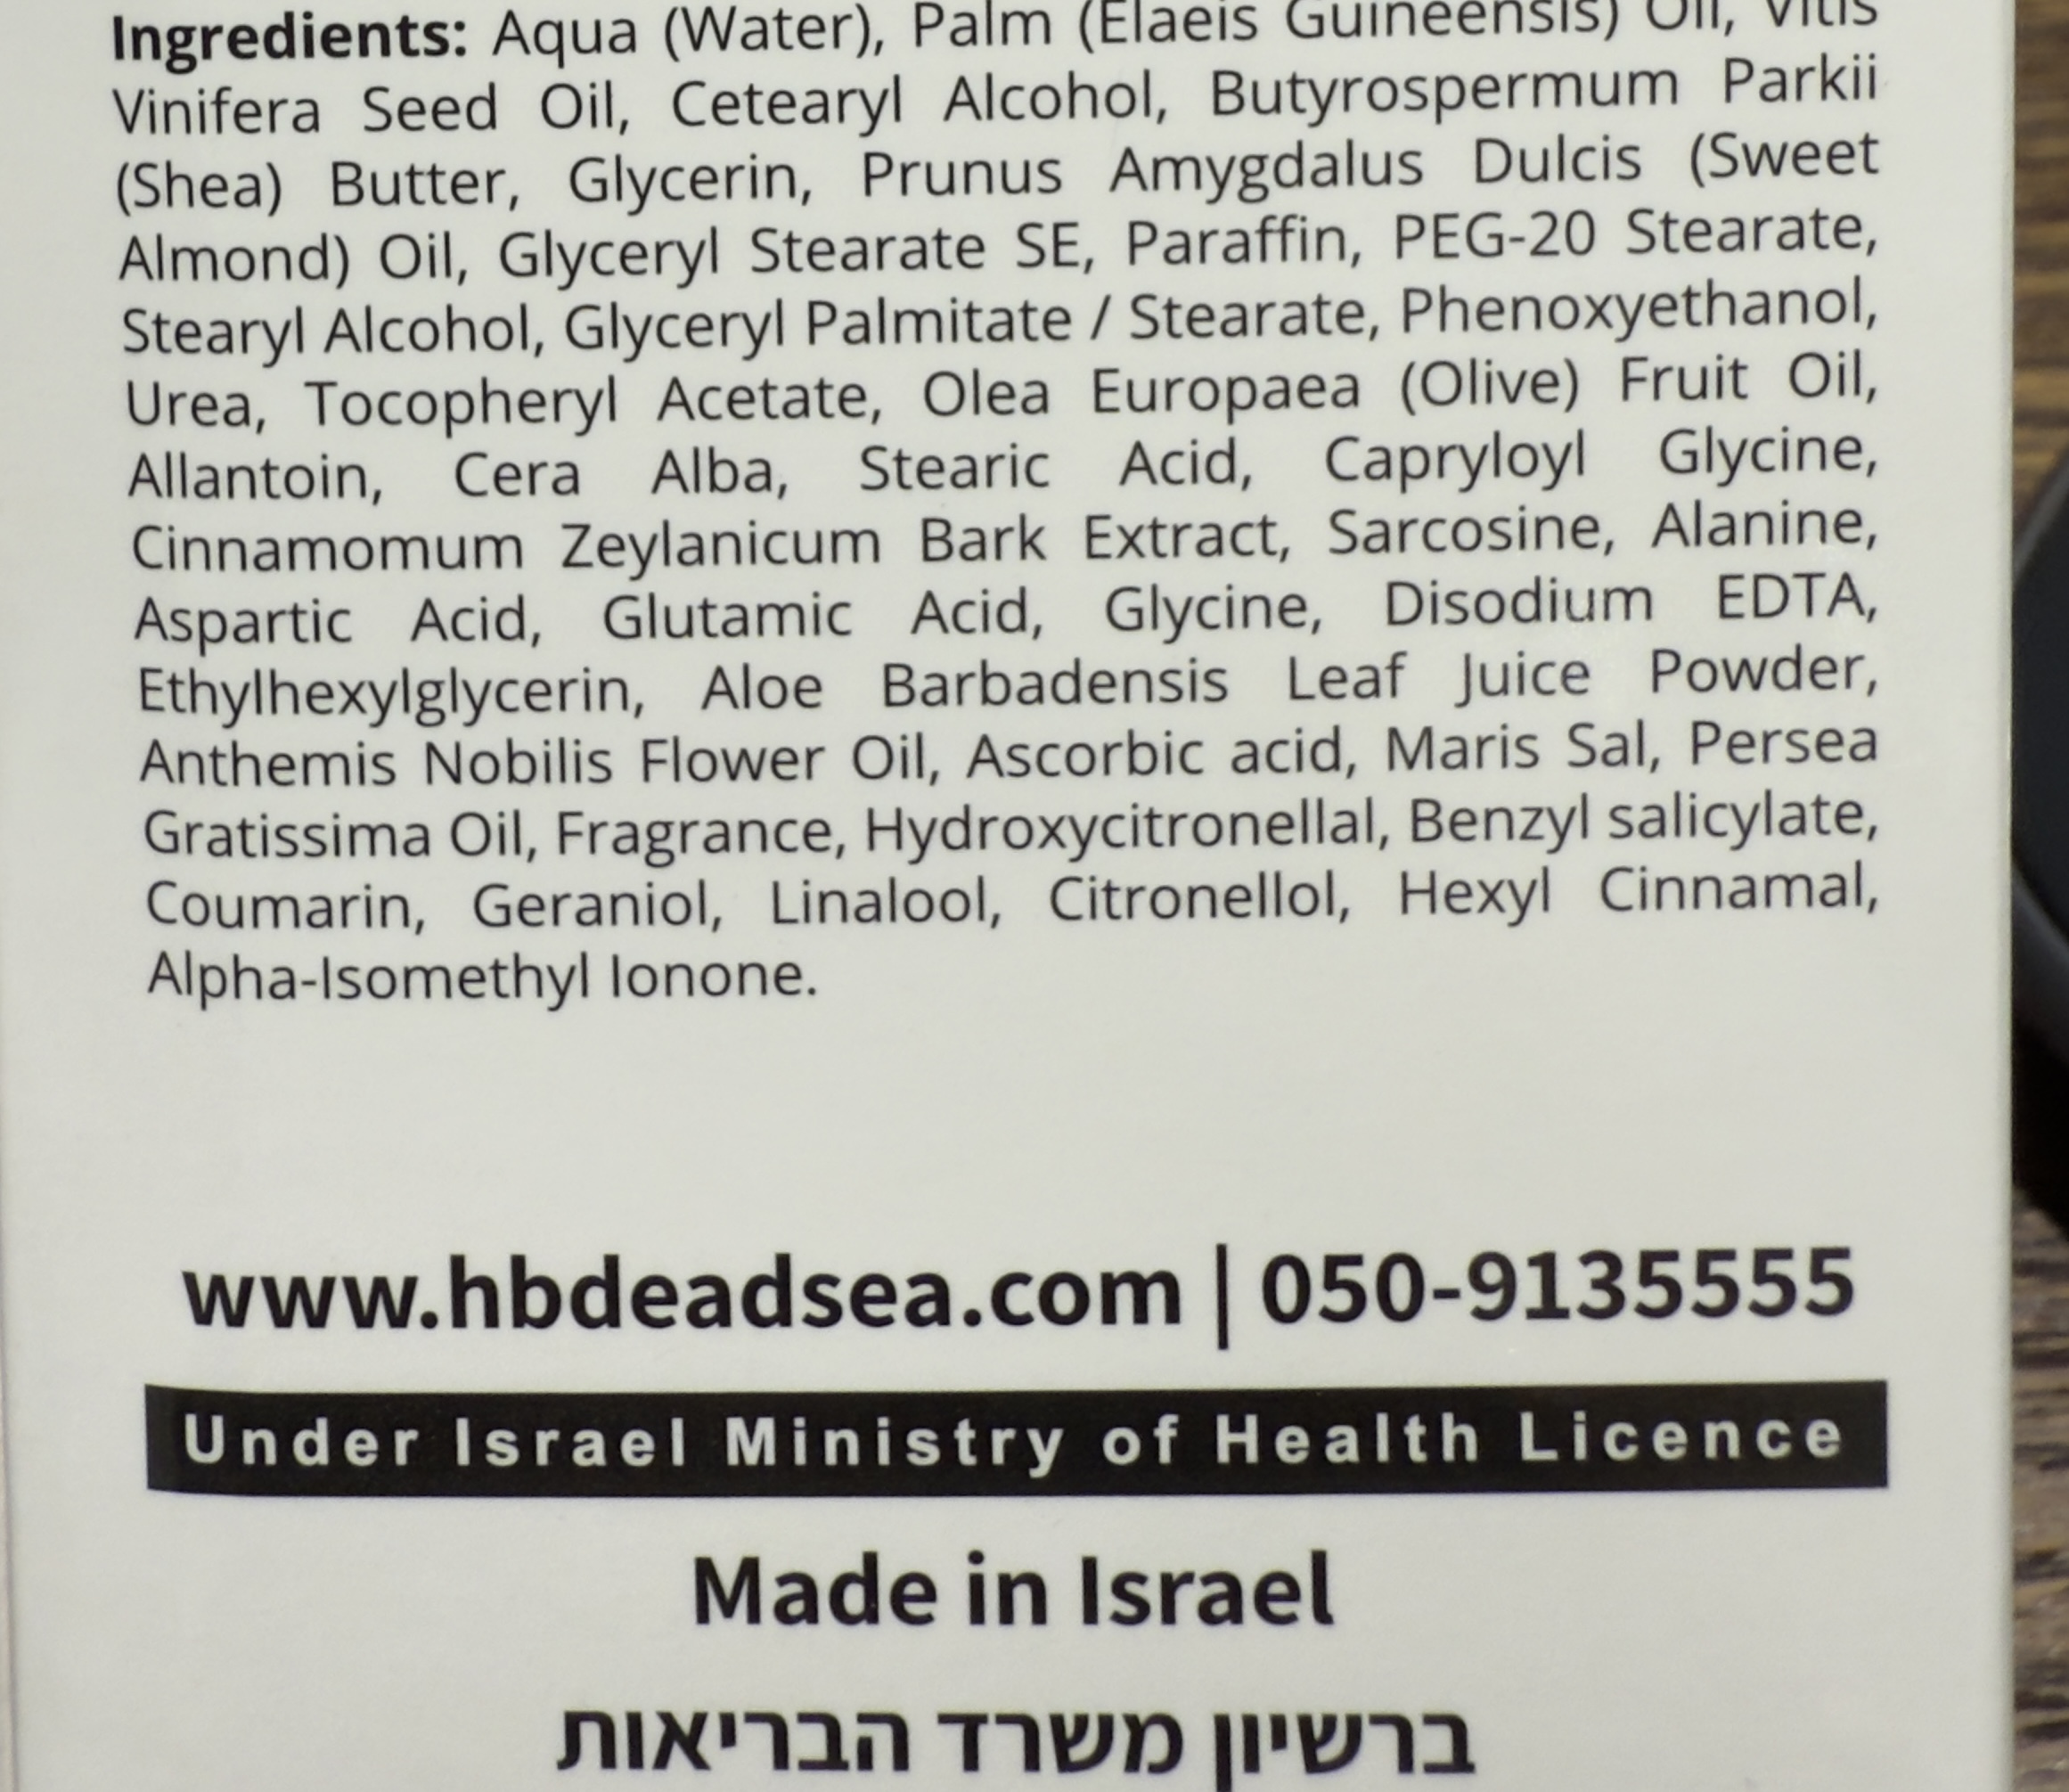 Ingredients: Aqua (Water), Palm (Elaeis Guineensis) Oil, Vitis
Vinifera Seed Oil, Cetearyl Alcohol, Butyrospermum Parkii
(Shea) Butter, Glycerin, Prunus Amygdalus Dulcis (Sweet
Almond) Oil, Glyceryl Stearate SE, Paraffin, PEG-20 Stearate,
Stearyl Alcohol, Glyceryl Palmitate / Stearate, Phenoxyethanol,
Urea, Tocopheryl Acetate, Olea Europaea (Olive) Fruit Oil,
Allantoin, Cera Alba, Stearic Acid, Capryloyl Glycine,
Cinnamomum Zeylanicum Bark Extract, Sarcosine, Alanine,
Aspartic Acid, Glutamic Acid, Glycine, Disodium EDTA,
Ethylhexylglycerin, Aloe Barbadensis Leaf Juice Powder,
Anthemis Nobilis Flower Oil, Ascorbic acid, Maris Sal, Persea
Gratissima Oil, Fragrance, Hydroxycitronellal, Benzyl salicylate,
Coumarin, Geraniol, Linalool, Citronellol, Hexyl Cinnamal,
Alpha-Isomethyl Ionone.
www.hbdeadsea.com | 050-9135555
Under Israel Ministry of Health Licence
Made in Israel
ברשיון משרד הבריאות